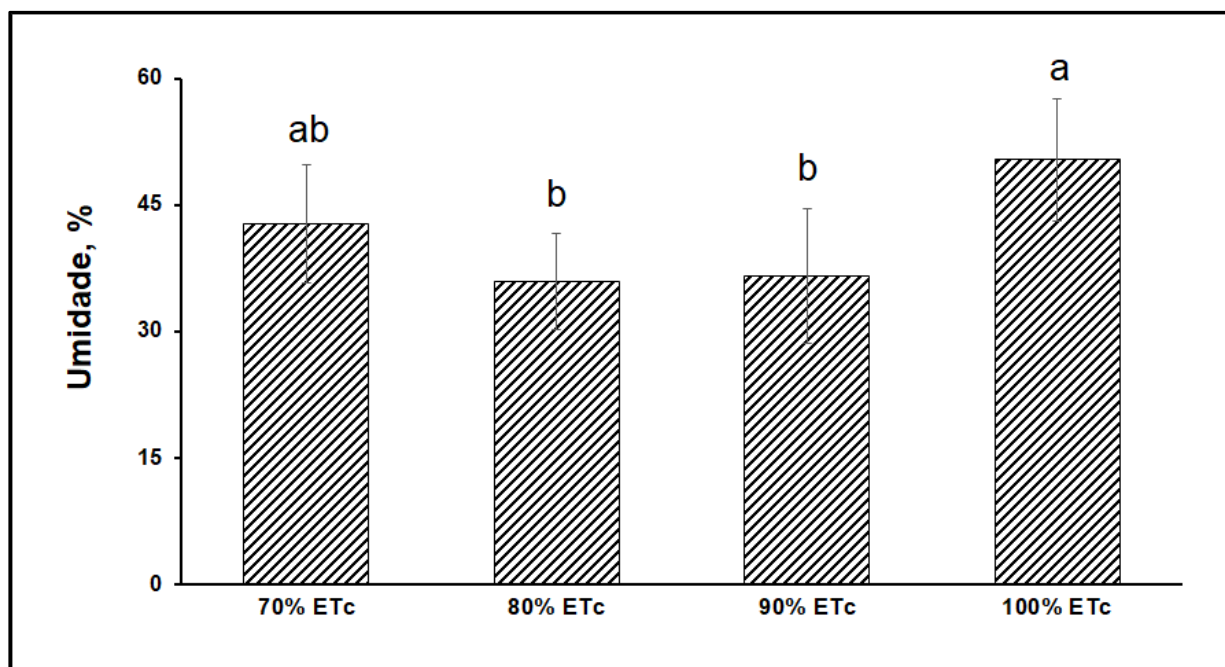 60
a
ab
b
b
45
Umidade, %
30
15
0
70% ETc
80% ETc
90% ETc
100% ETc